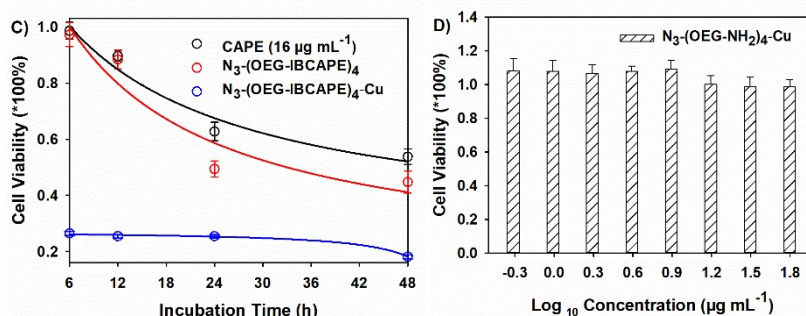 C)
1.0
0.8
0.6
0.4
0.2
Cell Viability (*100%)
CAPE (16 µg mL⁻¹)
N₃-(OEG-IBCAPE)₄
N₃-(OEG-IBCAPE)₄-Cu
6 12 18 24 30 36 42 48
Incubation Time (h)
D)
1.4
1.2
1.0
0.8
0.6
0.4
0.2
0.0
Cell Viability (*100%)
N₃-(OEG-NH₂)₄-Cu
-0.3 0.0 0.3 0.6 0.9 1.2 1.5 1.8
Log ₁₀ Concentration (µg mL⁻¹)